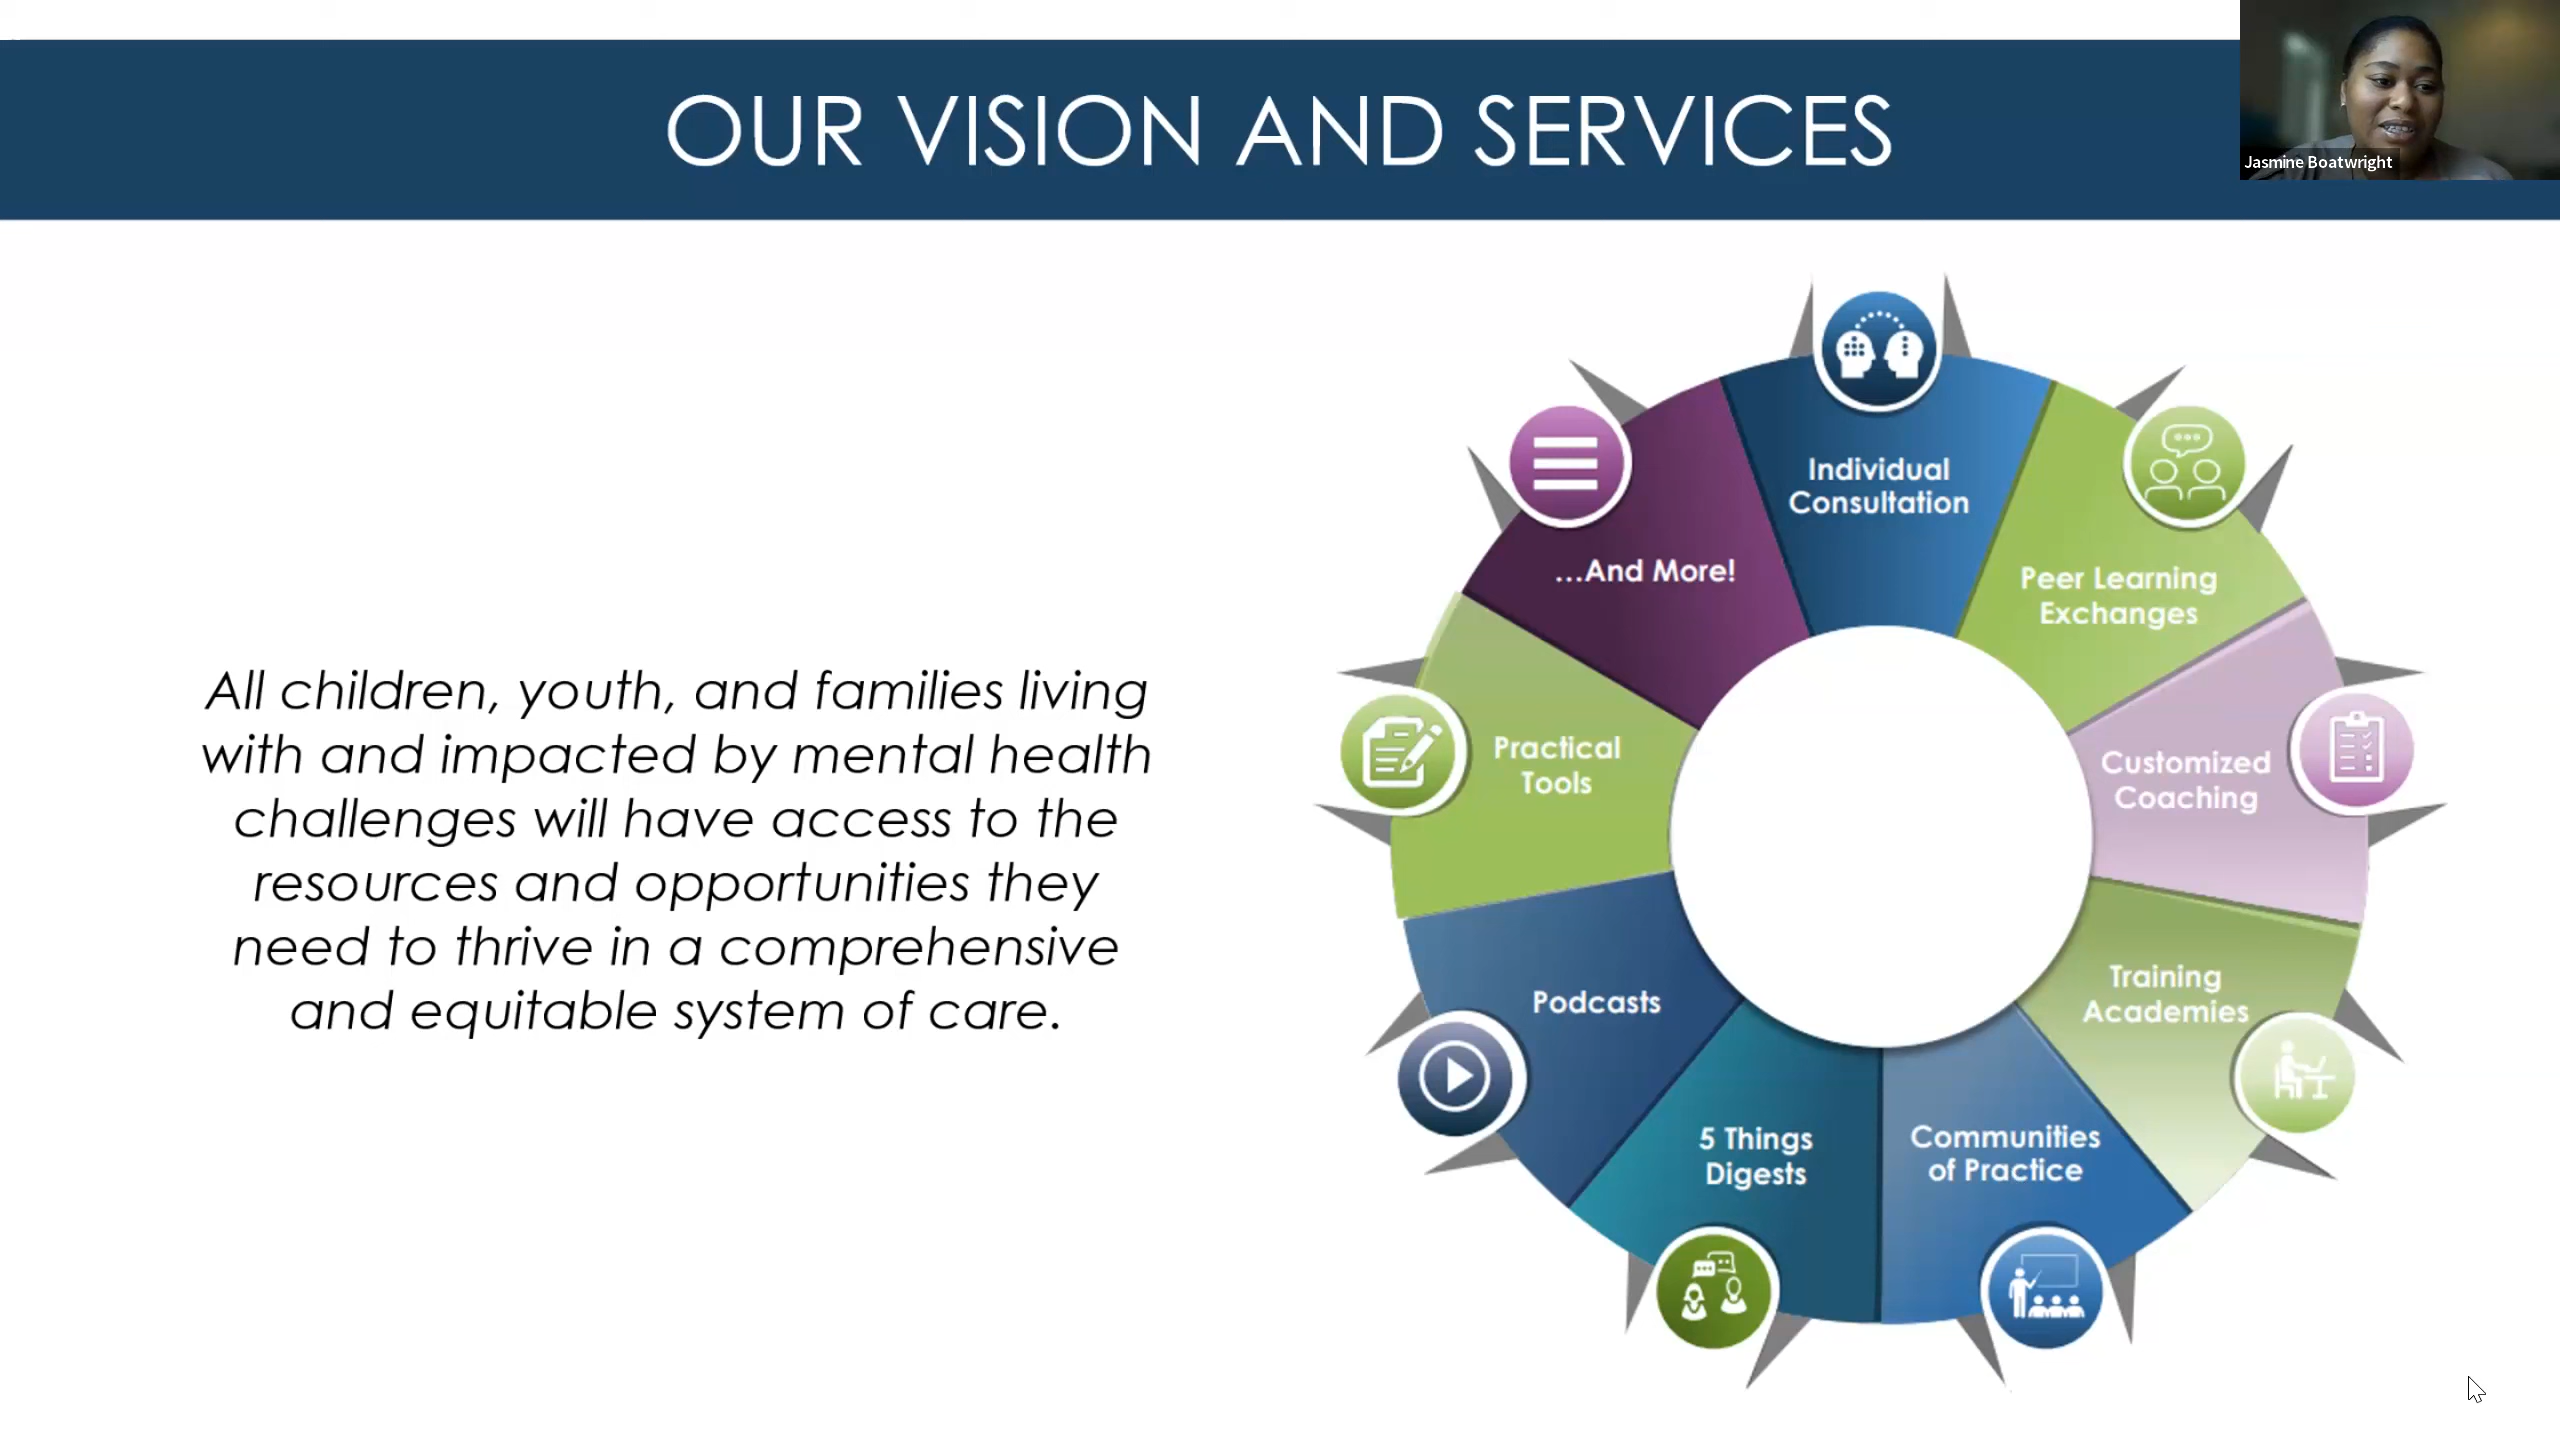 OUR VISION AND SERVICES
Jasmine Boatwright
All children, youth, and families living
with and impacted by mental health
challenges will have access to the
resources and opportunities they
need to thrive in a comprehensive
and equitable system of care.
Individual
Consultation
Peer Learning
Exchanges
Customized
Coaching
Training
Academies
Communities
of Practice
5 Things
Digests
Podcasts
Practical
Tools
...And More!